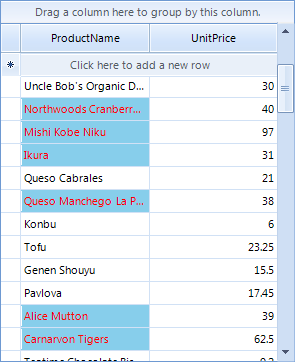 Drag a column here to group by this column.
ProductName UnitPrice
Click here to add a new row
Uncle Bob's Organic D... 30
Northwoods Cranberr... 40
Mishi Kobe Niku 97
Ikura 31
Queso Cabrales 21
Queso Manchego La P... 38
Konbu 6
Tofu 23.25
Genen Shouyu 15.5
Pavlova 17.45
Alice Mutton 39
Carnarvon Tigers 62.5